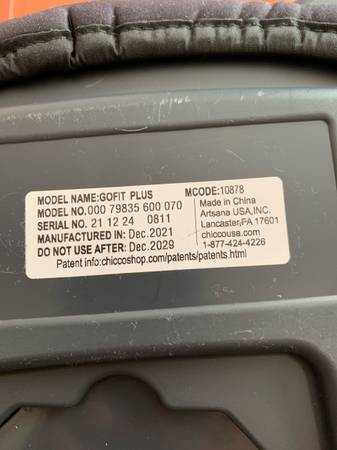 MODEL NAME:GOFIT PLUS
MODEL NO.000 79835 600 070
SERIAL NO. 21 12 24 0811
MANUFACTURED IN: Dec.2021
DO NOT USE AFTER: Dec.2029
MCODE:10878
Made in China
Artsana USA,INC.
Lancaster,PA 17601
chiccousa.com
1-877-424-4226
Patent info:chiccoshop.com/patents/patents.html